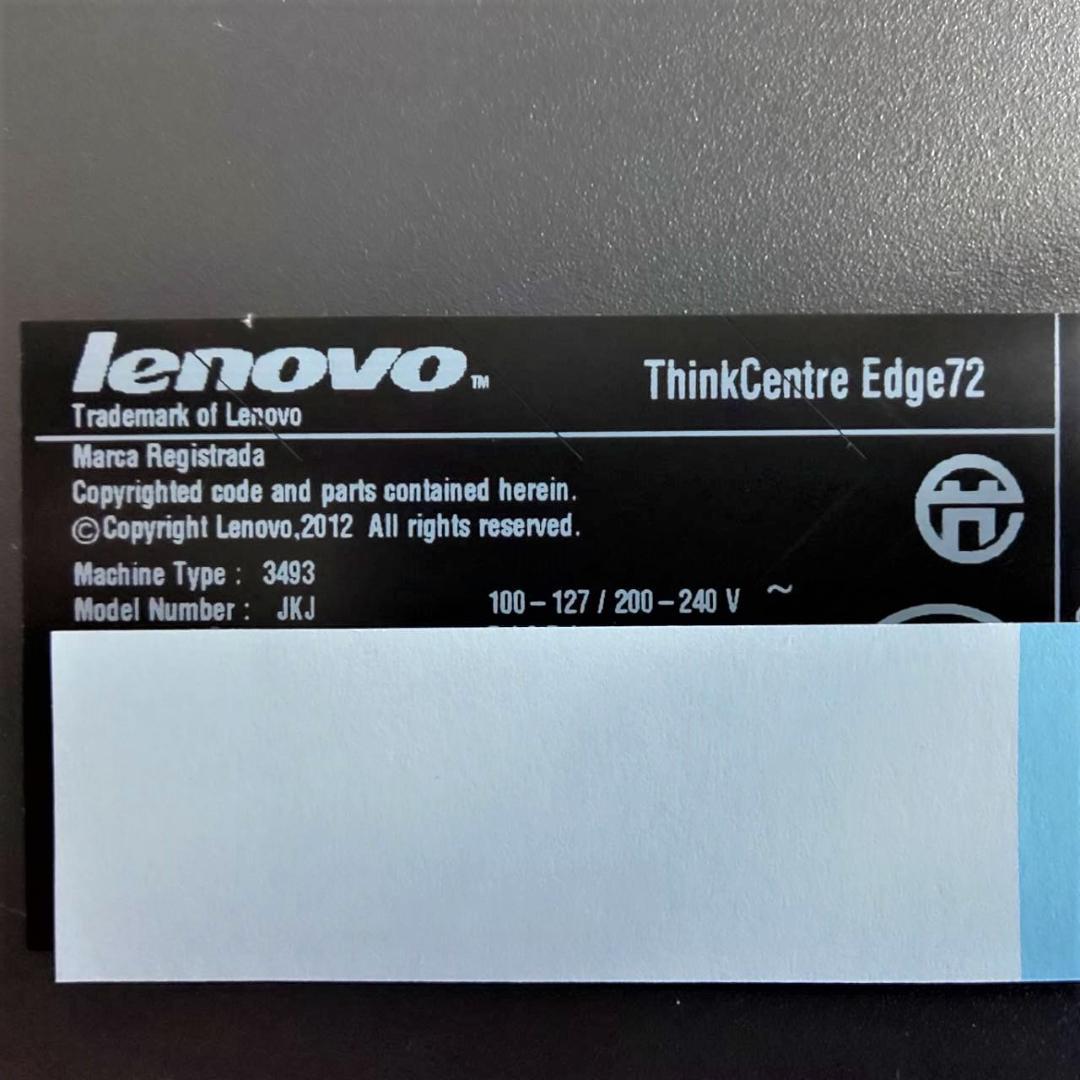 lenovo™
ThinkCentre Edge72
Trademark of Lenovo
Marca Registrada
Copyrighted code and parts contained herein.
©Copyright Lenovo,2012 All rights reserved.
Machine Type : 3493
Model Number : JKJ
100-127 / 200-240 V ~